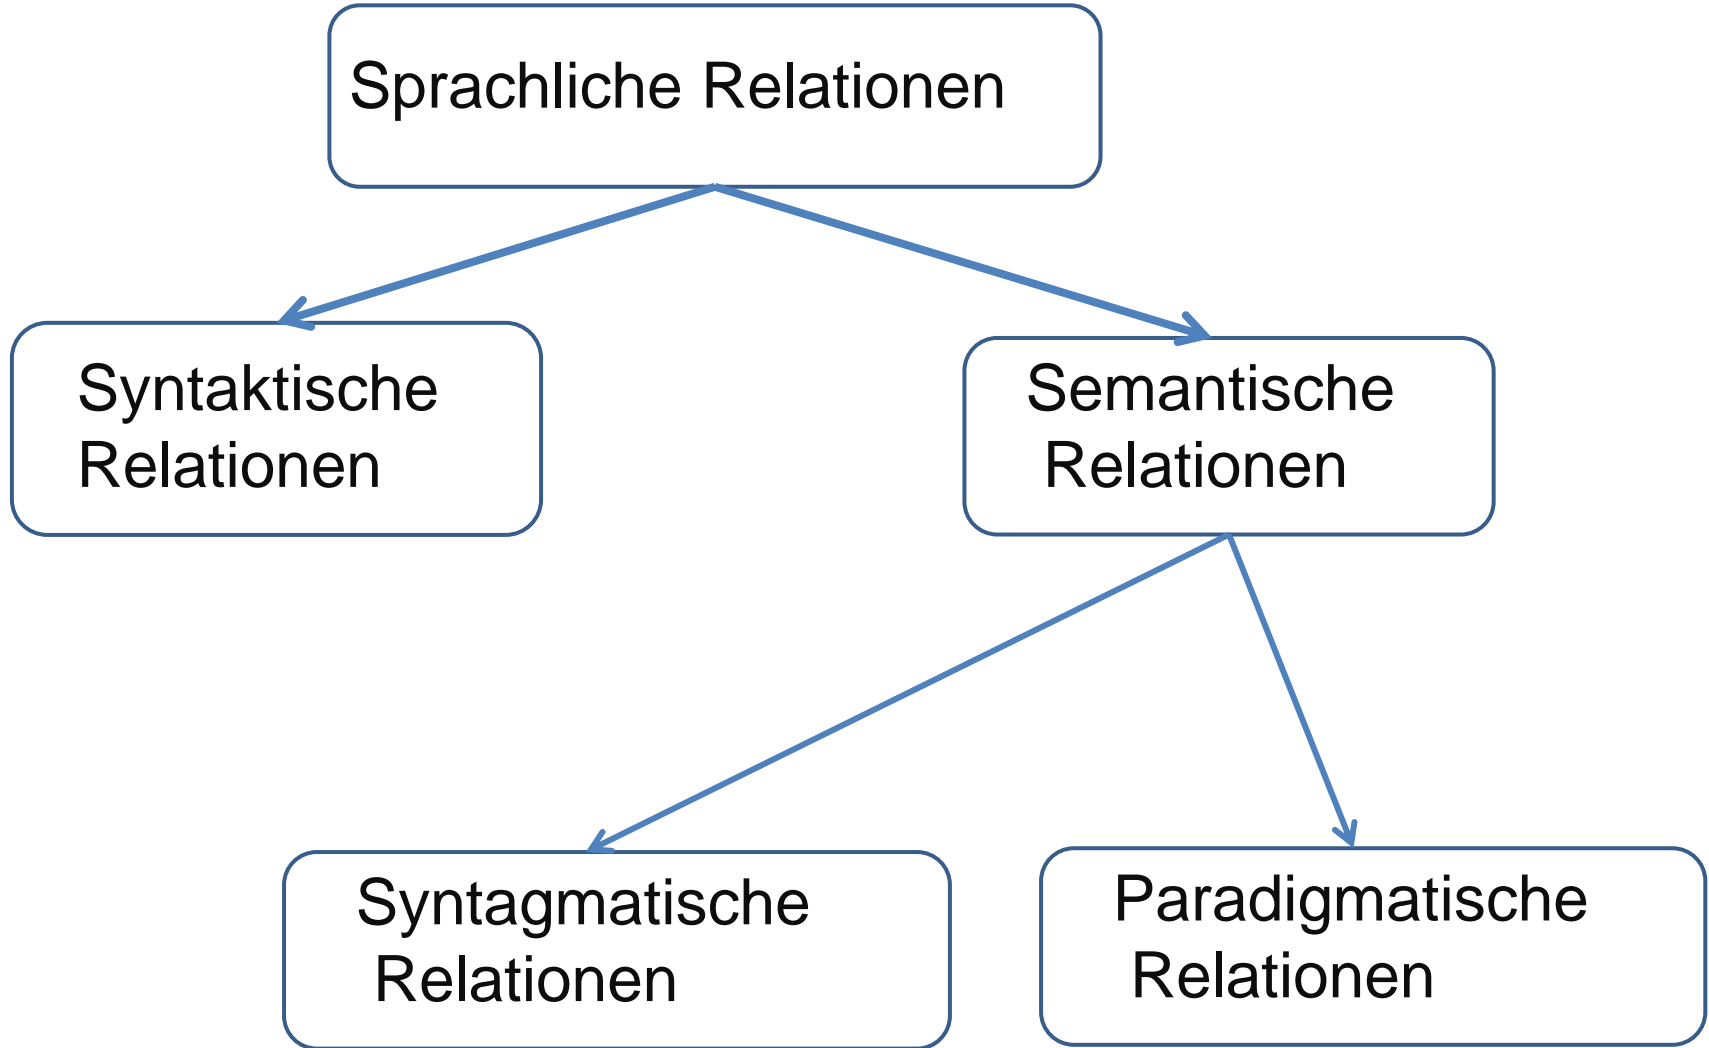 Sprachliche Relationen
Syntaktische
Relationen
Semantische
Relationen
Syntagmatische
Relationen
Paradigmatische
Relationen